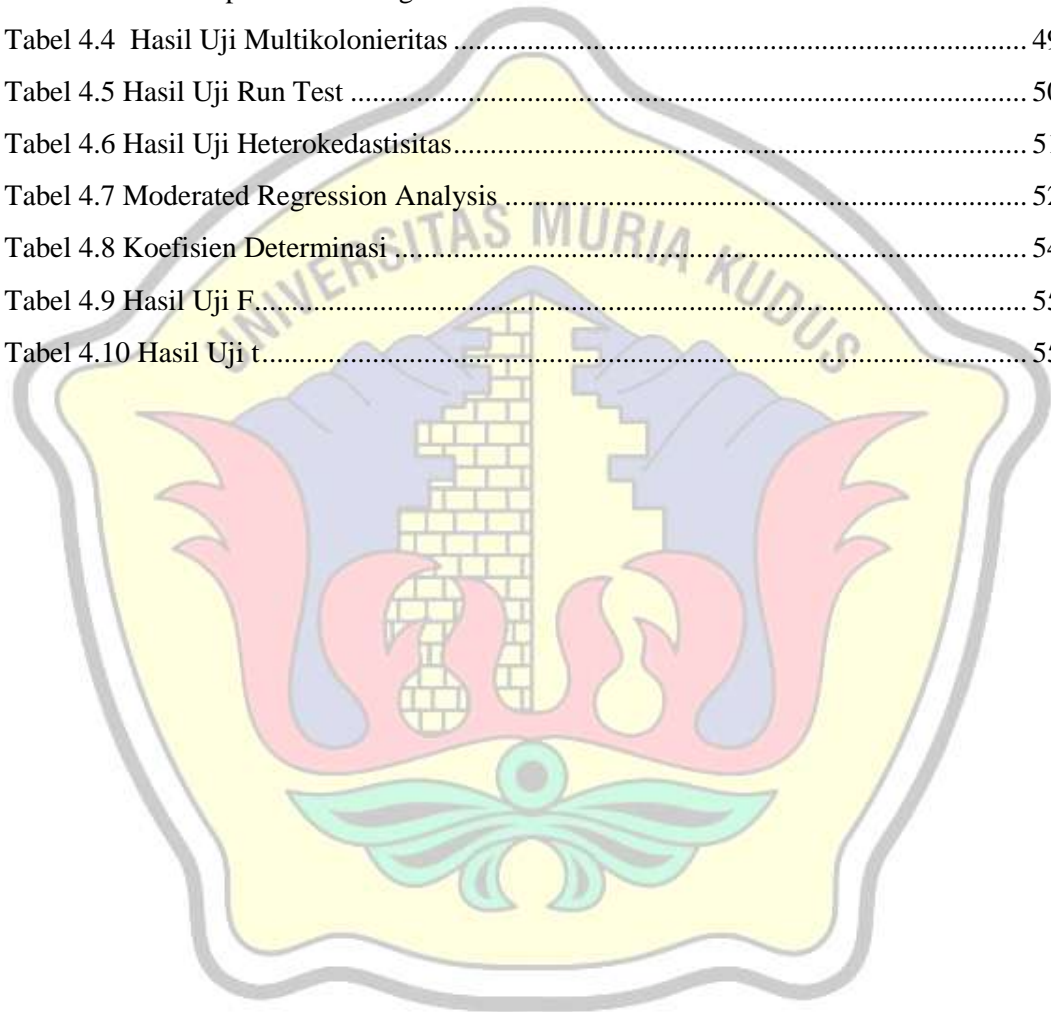 Tabel 4.4 Hasil Uji Multikolonieritas ........................................................................ 49
Tabel 4.5 Hasil Uji Run Test ........................................................................ 50
Tabel 4.6 Hasil Uji Heterokedastisitas ........................................................................ 51
Tabel 4.7 Moderated Regression Analysis ........................................................................ 52
Tabel 4.8 Koefisien Determinasi ........................................................................ 54
Tabel 4.9 Hasil Uji F ........................................................................ 55
Tabel 4.10 Hasil Uji t ........................................................................ 55
UNIVERSITAS MURIA KUDUS